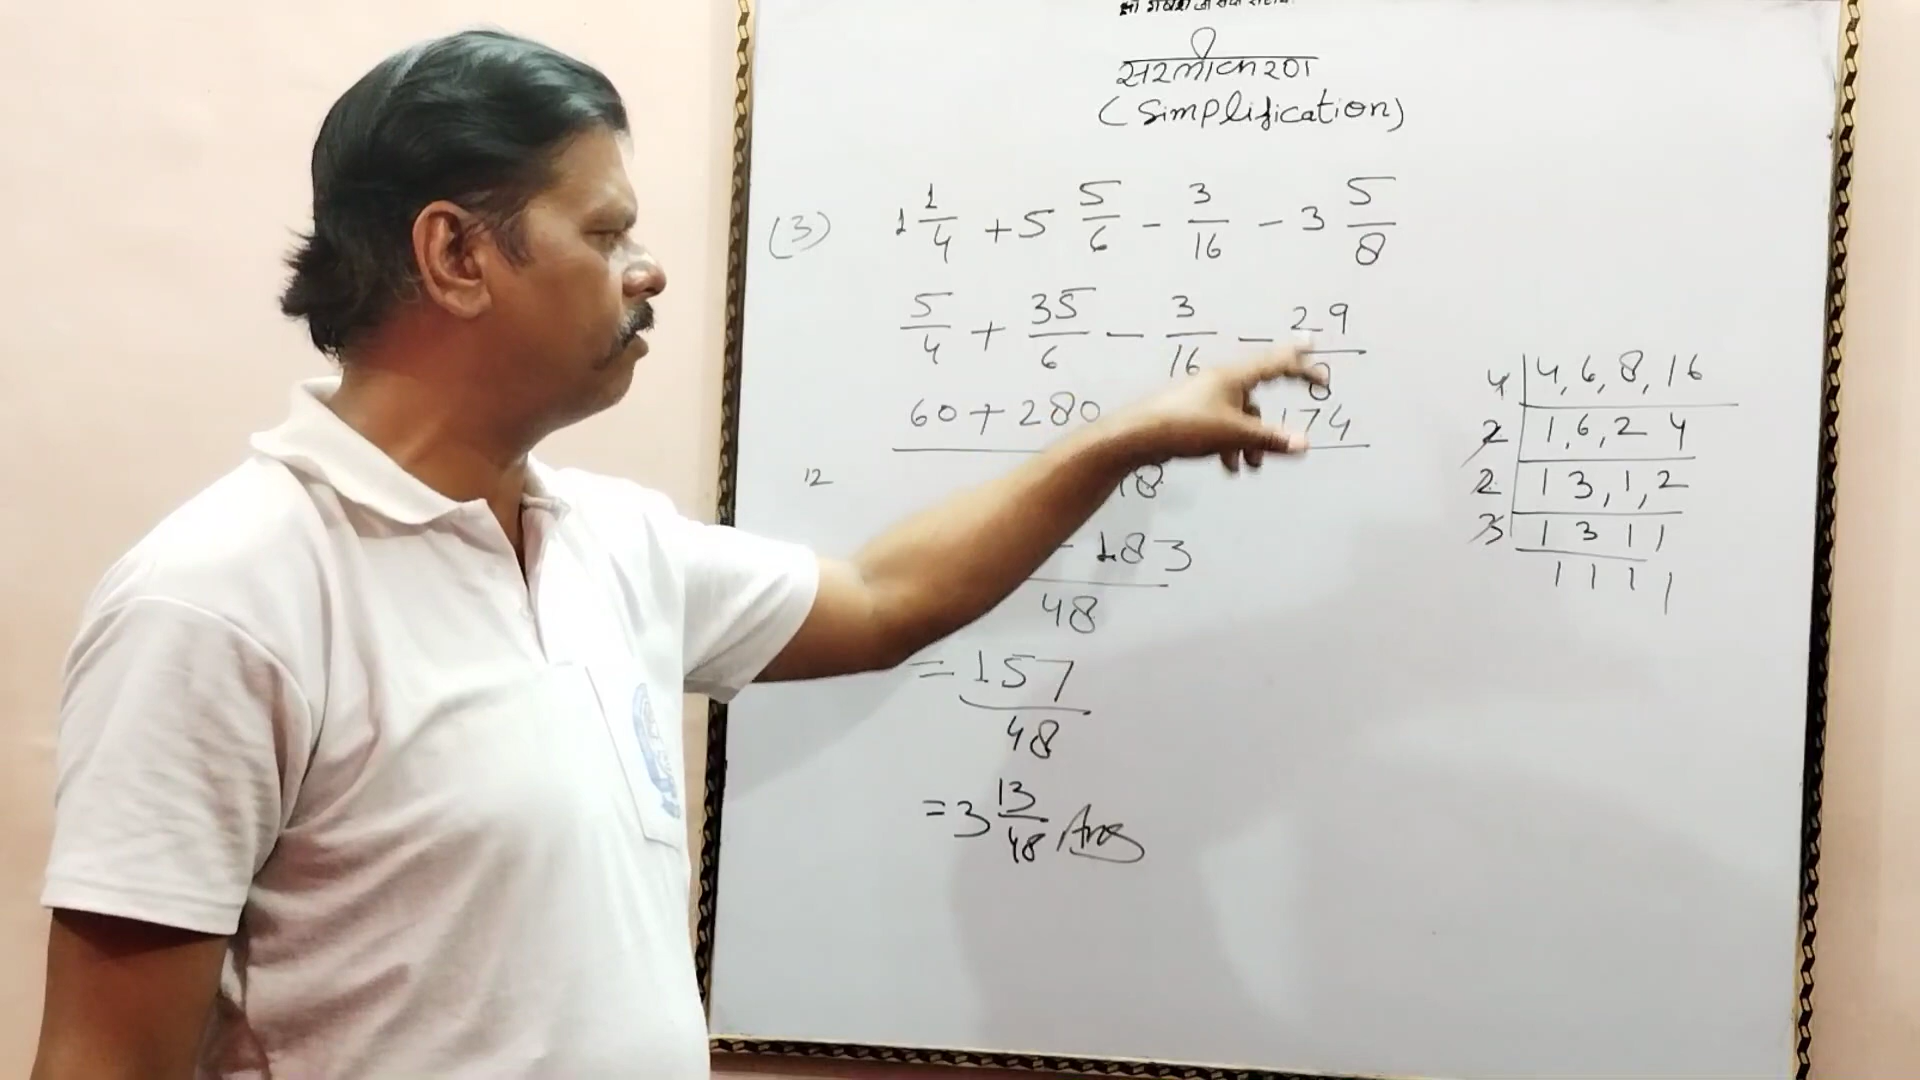 सरलीकरण
(Simplification)
(3) 1 1/4 + 5 5/6 - 3/16 - 3 5/8
5/4 + 35/6 - 3/16 - 29/8
60 + 280 174
12
- 183
48
= 157/48
= 3 13/48 Ans
4 | 4, 6, 8, 16
2 | 1, 6, 2 4
2 | 1 3, 1, 2
3 | 1 3 1 1
1 1 1 1